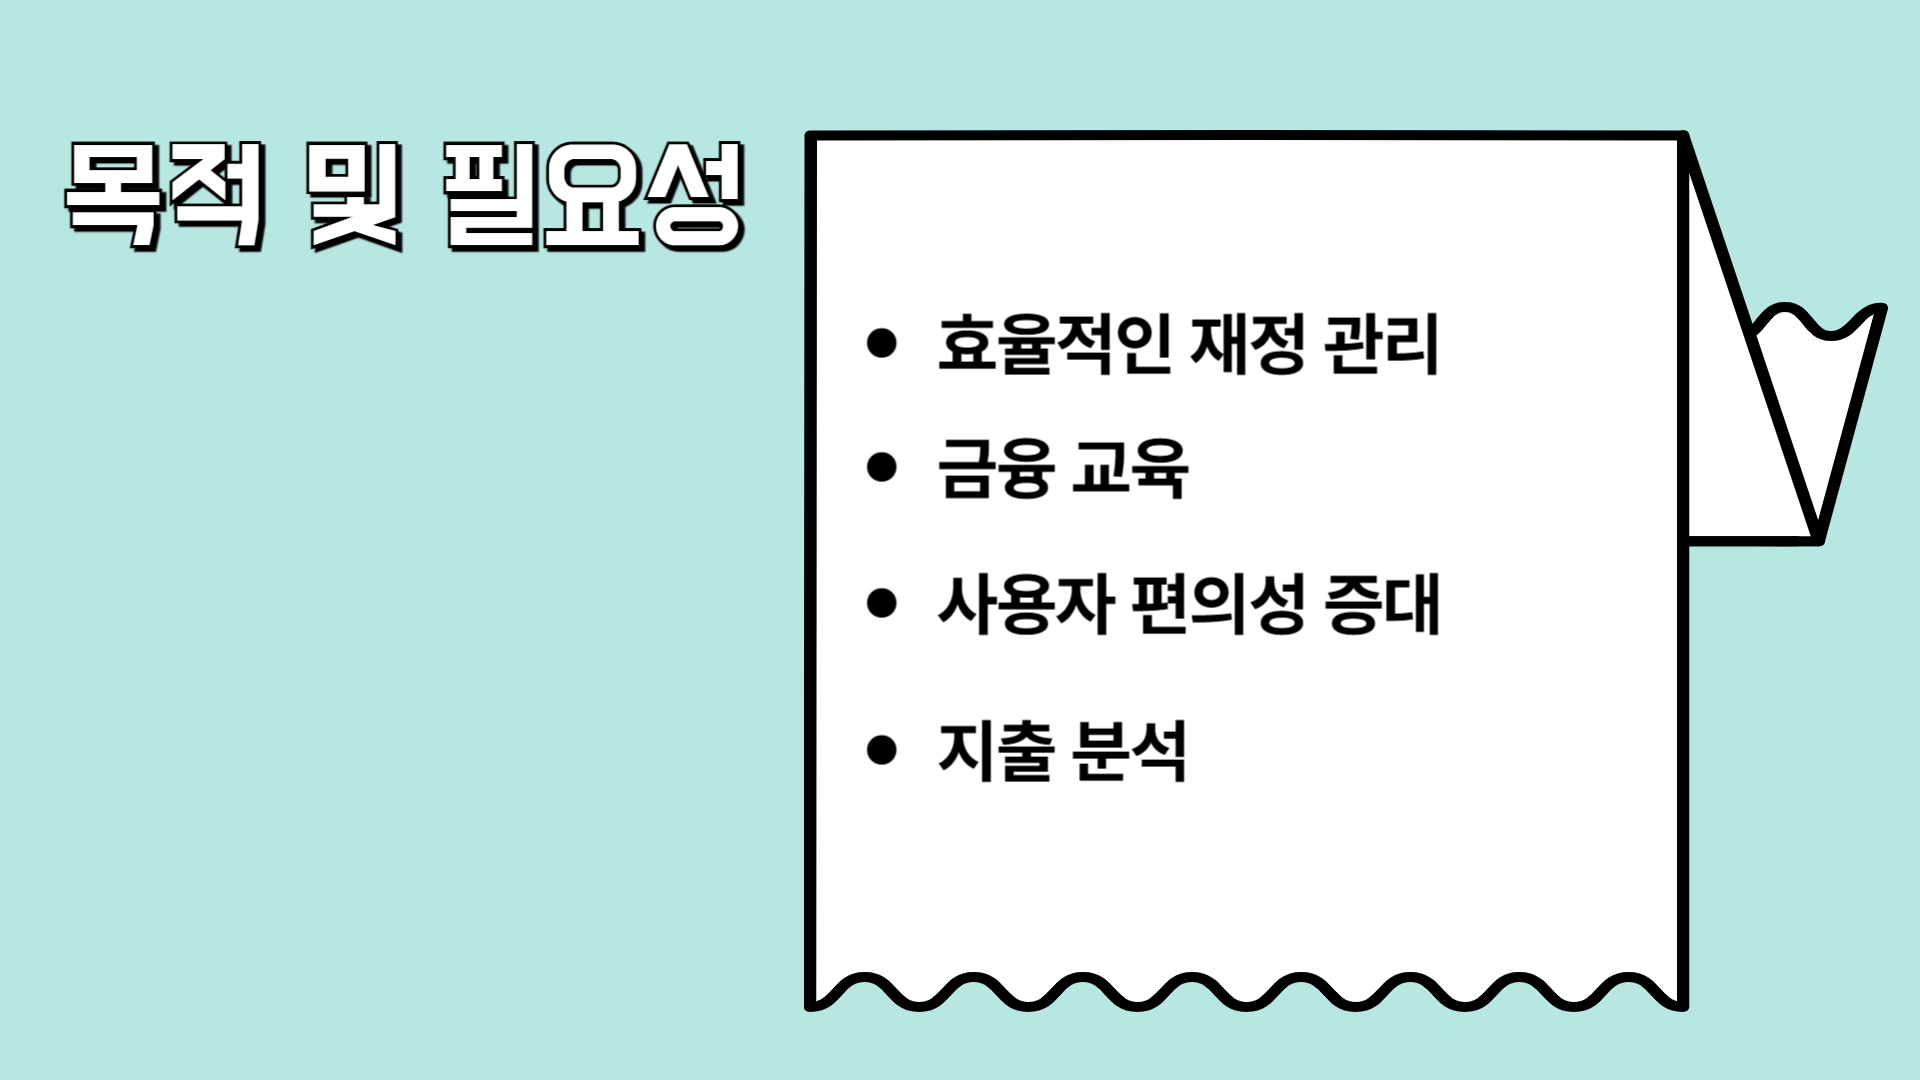 목적 및 필요성
● 효율적인 재정 관리
● 금융 교육
● 사용자 편의성 증대
● 지출 분석